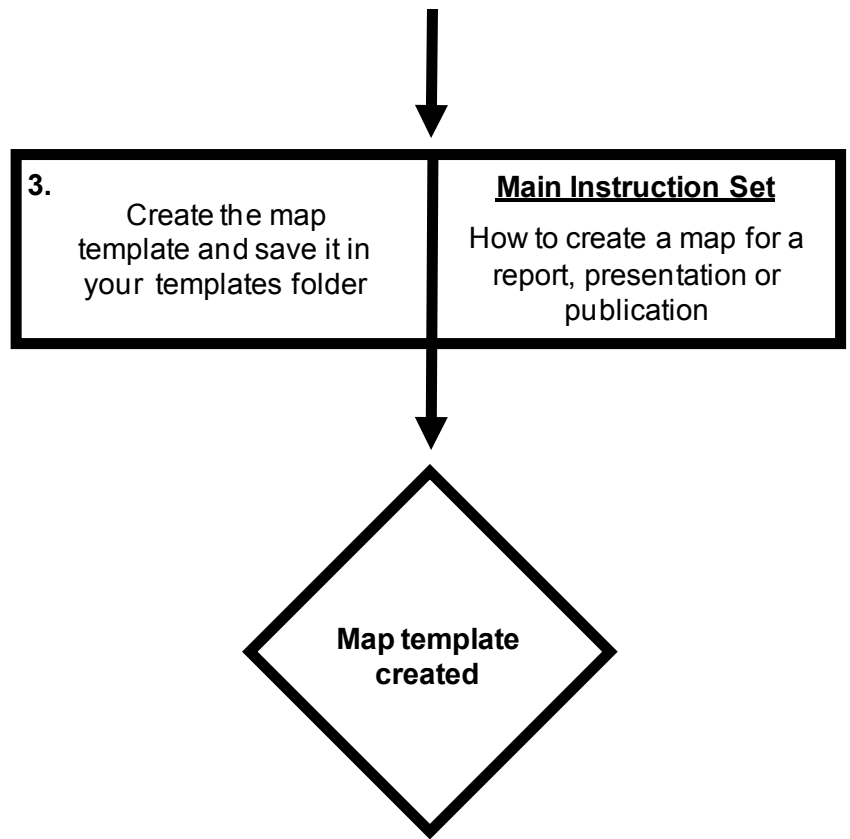 3.
Create the map
template and save it in
your templates folder
Main Instruction Set
How to create a map for a
report, presentation or
publication
Map template
created